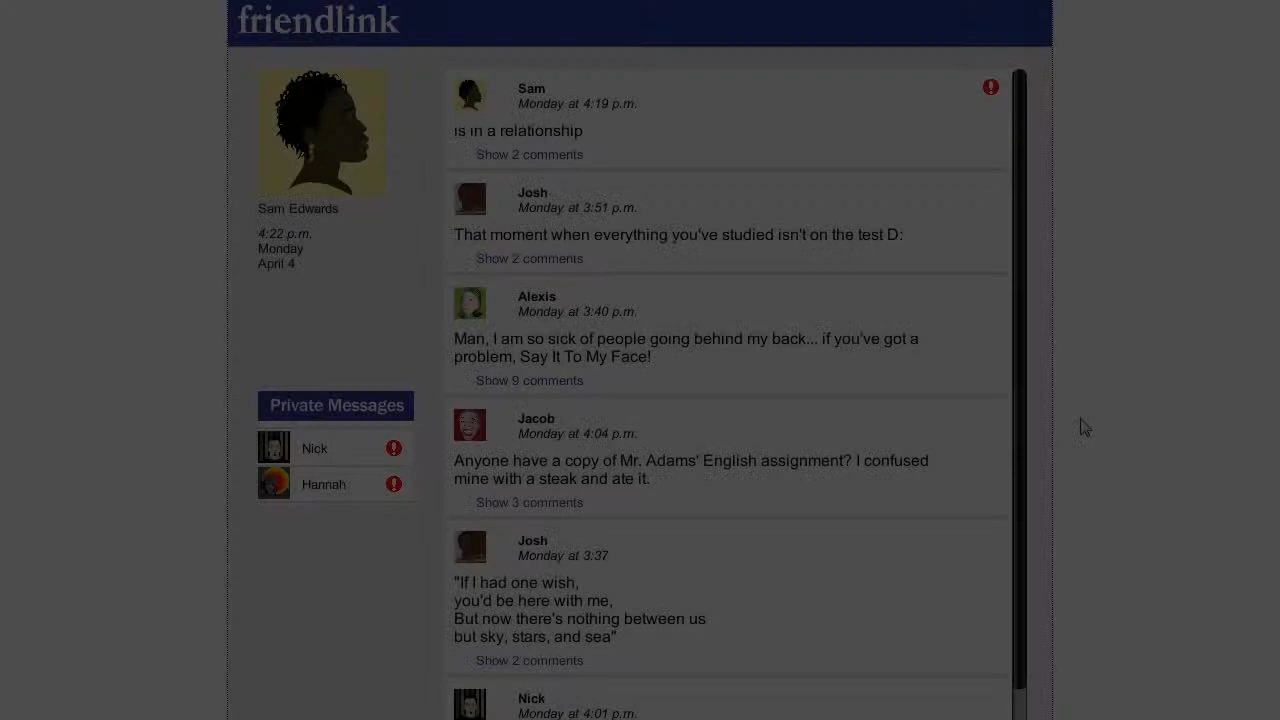 friendlink
Sam Edwards
4:22 p.m.
Monday
April 4
Private Messages
Nick
Hannah
Sam
Monday at 4:19 p.m.
is in a relationship
Show 2 comments
Josh
Monday at 3:51 p.m.
That moment when everything you've studied isn't on the test D:
Show 2 comments
Alexis
Monday at 3:40 p.m.
Man, I am so sick of people going behind my back... if you've got a
problem, Say It To My Face!
Show 9 comments
Jacob
Monday at 4:04 p.m.
Anyone have a copy of Mr. Adams' English assignment? I confused
mine with a steak and ate it.
Show 3 comments
Josh
Monday at 3:37
"If I had one wish,
you'd be here with me,
But now there's nothing between us
but sky, stars, and sea"
Show 2 comments
Nick
Monday at 4:01 p.m.